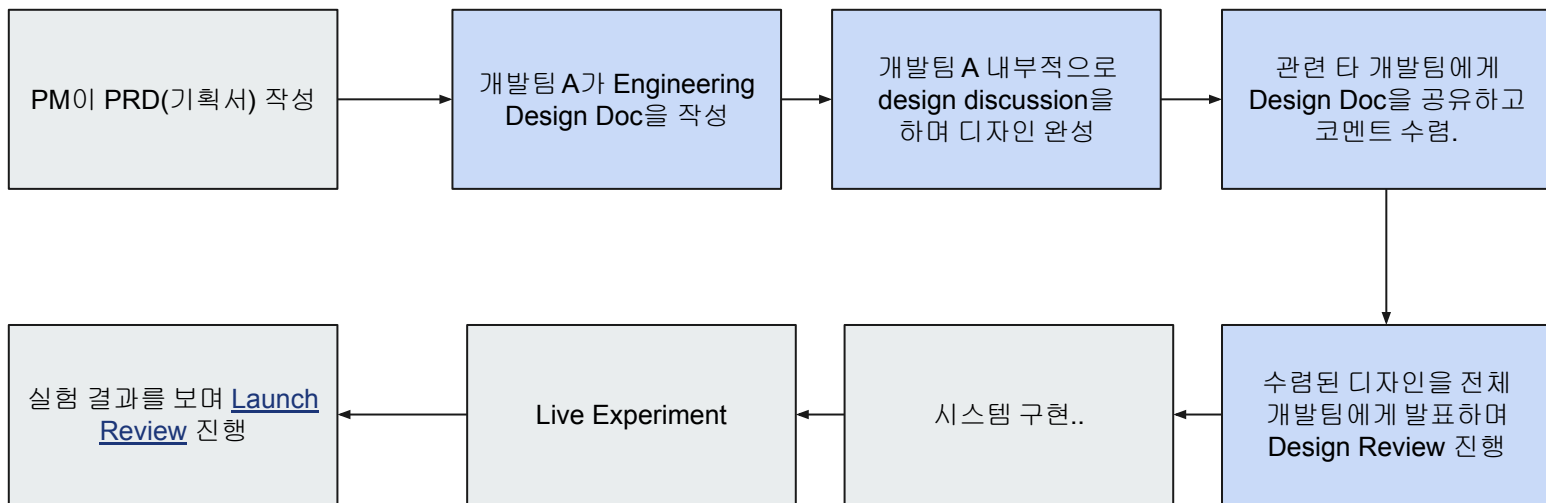 PM이 PRD(기획서) 작성
개발팀 A가 Engineering
Design Doc을 작성
개발팀 A 내부적으로
design discussion을
하며 디자인 완성
관련 타 개발팀에게
Design Doc을 공유하고
코멘트 수렴.
수렴된 디자인을 전체
개발팀에게 발표하며
Design Review 진행
시스템 구현..
Live Experiment
실험 결과를 보며 Launch
Review 진행